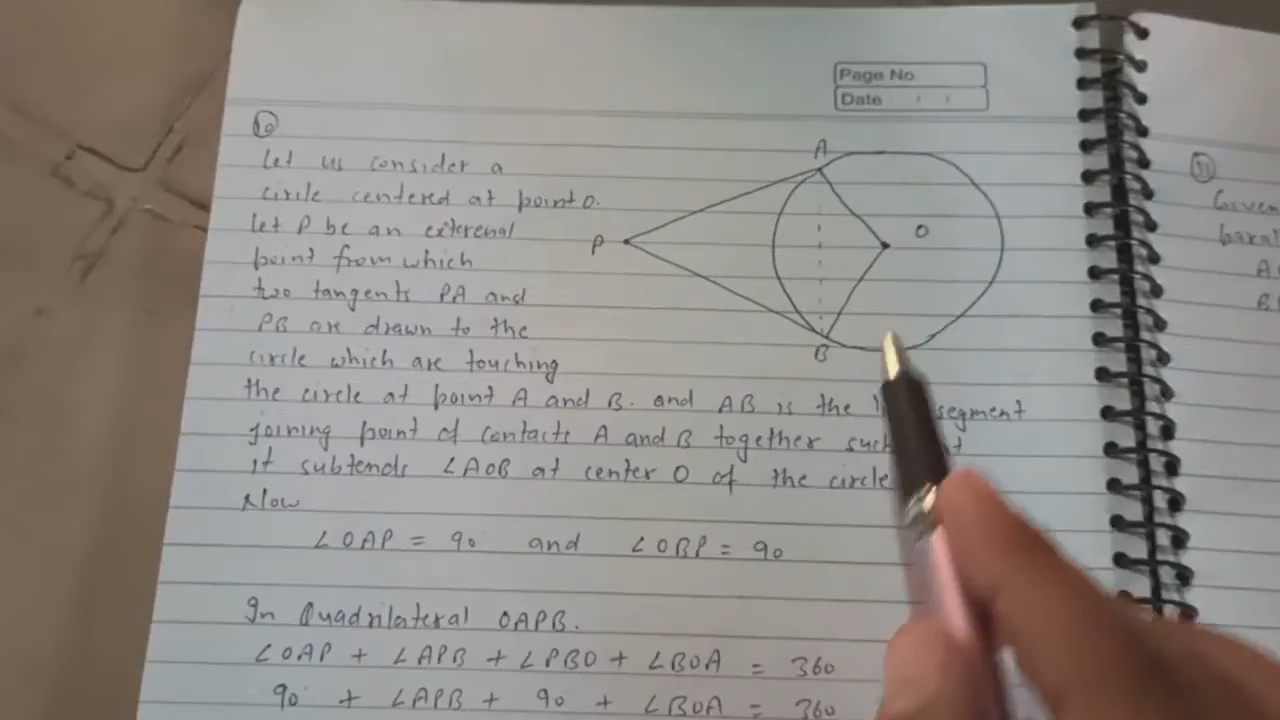 Page No.
Date / /
10
Let us consider a
circle centered at point O.
let P be an exterenal
point from which
two tangents PA and
PB are drawn to the
circle which are touching
the circle at point A and B. and AB is the segment
joining point of contacts A and B together
it subtends ∠AOB at center O of the circle
Now
∠OAP = 90 and ∠OBP = 90
In Quadrilateral OAPB.
∠OAP + ∠APB + ∠PBO + ∠BOA = 360
90 + ∠APB + 90 + ∠BOA = 360
A
P
O
B
11
Given